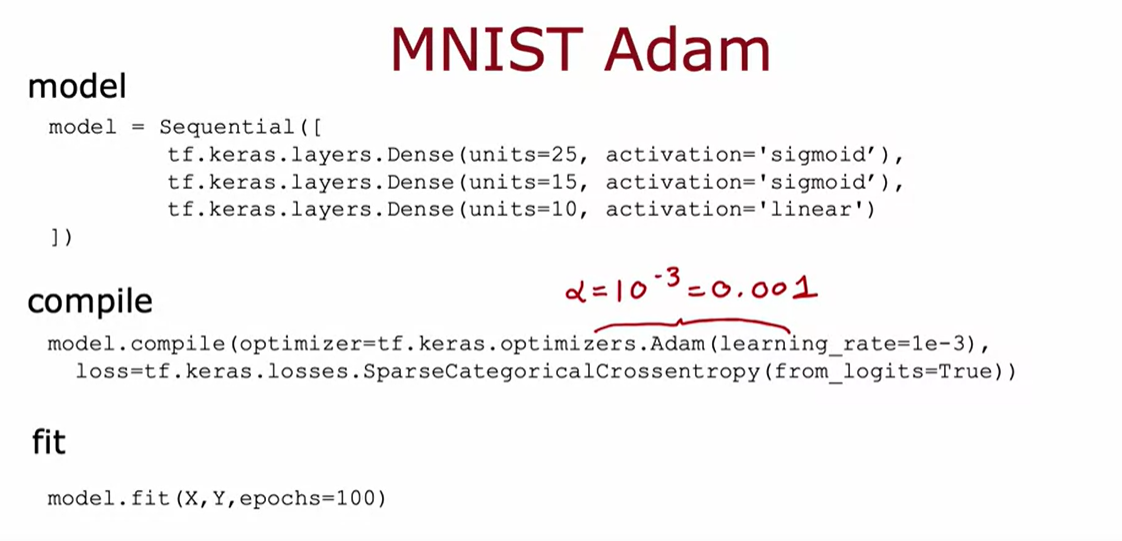 MNIST Adam
model
model = Sequential([
tf.keras.layers.Dense(units=25, activation='sigmoid’),
tf.keras.layers.Dense(units=15, activation='sigmoid’),
tf.keras.layers.Dense(units=10, activation='linear')
])
α=10⁻³=0.001
compile
model.compile(optimizer=tf.keras.optimizers.Adam(learning_rate=1e-3),
loss=tf.keras.losses.SparseCategoricalCrossentropy(from_logits=True))
fit
model.fit(X,Y,epochs=100)